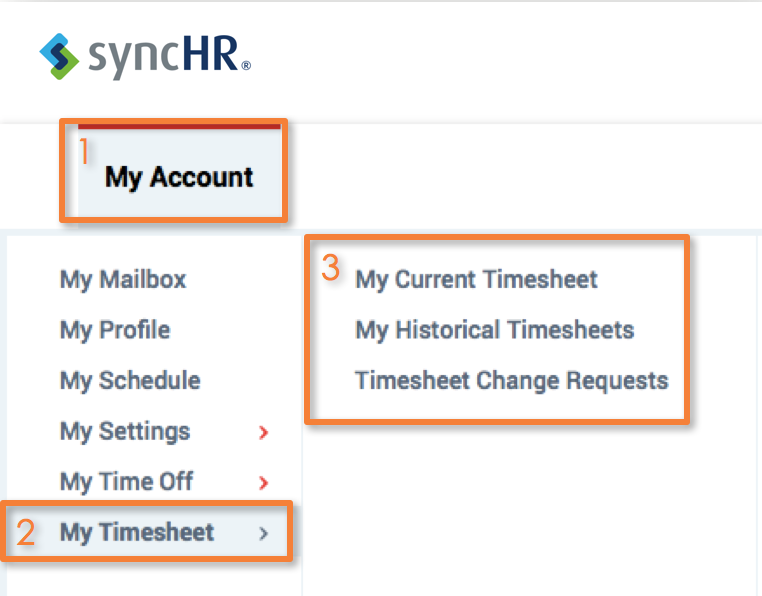 syncHR®
1
My Account
My Mailbox
My Profile
My Schedule
My Settings
My Time Off
2 My Timesheet
3 My Current Timesheet
My Historical Timesheets
Timesheet Change Requests